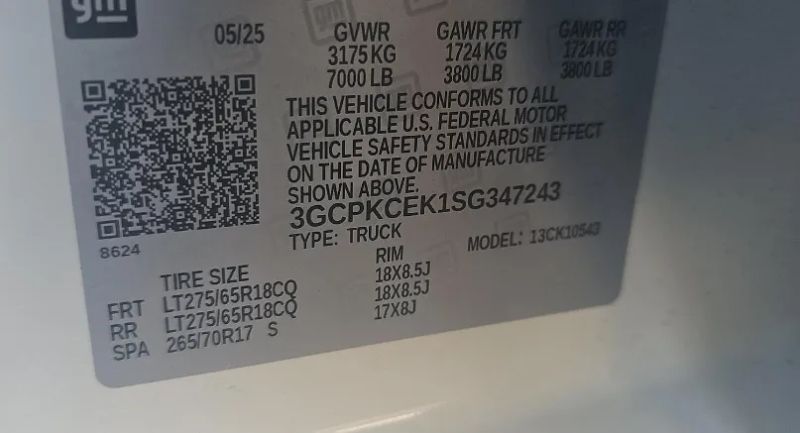 gm
05/25 GVWR GAWR FRT GAWR RR
3175 KG 1724 KG 1724 KG
7000 LB 3800 LB 3800 LB
THIS VEHICLE CONFORMS TO ALL
APPLICABLE U.S. FEDERAL MOTOR
VEHICLE SAFETY STANDARDS IN EFFECT
ON THE DATE OF MANUFACTURE
SHOWN ABOVE.
3GCPKCEK1SG347243
TYPE: TRUCK MODEL: 13CK10543
8624
TIRE SIZE RIM
FRT LT275/65R18CQ 18X8.5J
RR LT275/65R18CQ 18X8.5J
SPA 265/70R17 S 17X8J